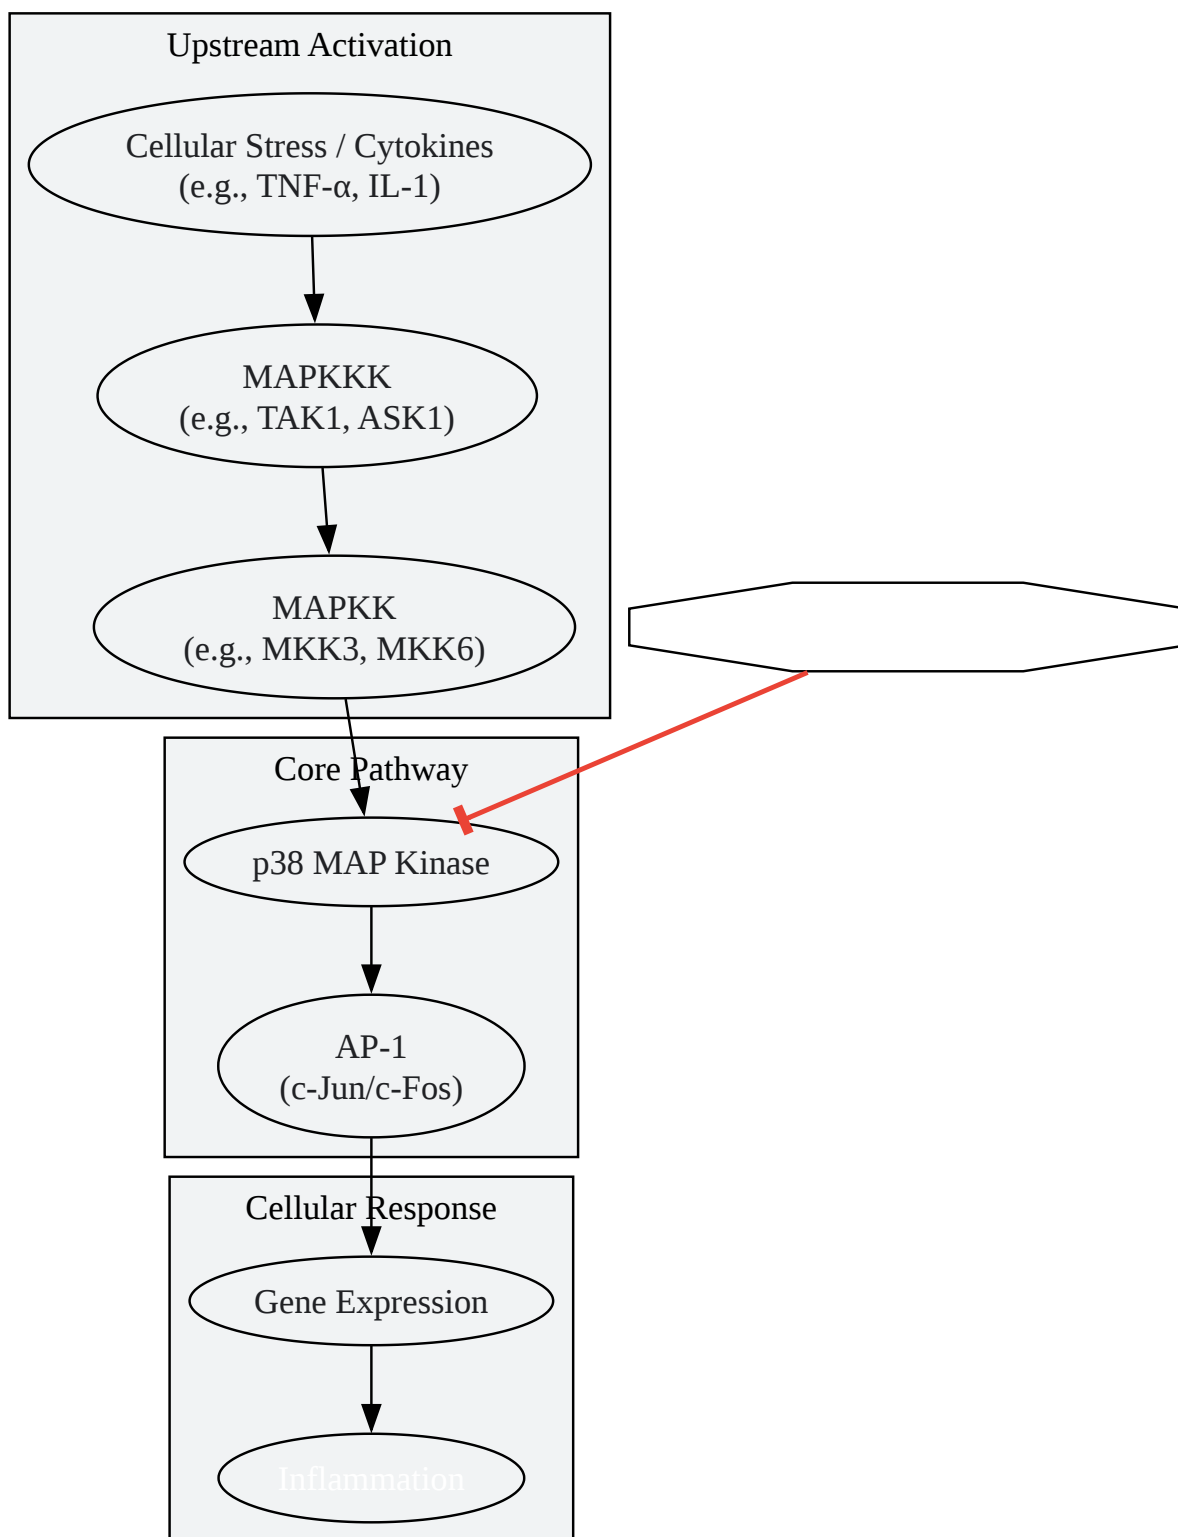 Upstream Activation
Cellular Stress / Cytokines
(e.g., TNF-α, IL-1)
MAPKKK
(e.g., TAK1, ASK1)
MAPKK
(e.g., MKK3, MKK6)
Core Pathway
p38 MAP Kinase
AP-1
(c-Jun/c-Fos)
Cellular Response
Gene Expression
Inflammation